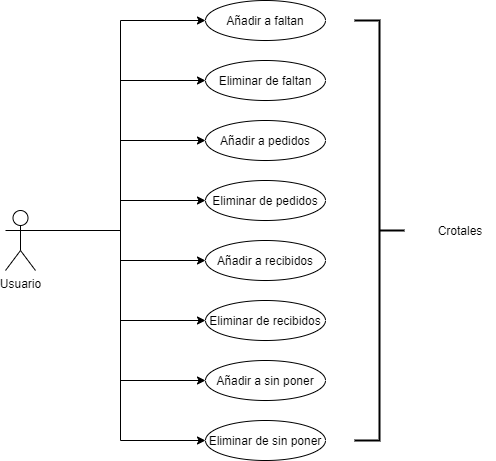 Añadir a faltan
Eliminar de faltan
Añadir a pedidos
Eliminar de pedidos
Crotales
Añadir a recibidos
Usuario
Eliminar de recibidos
Añadir a sin poner
Eliminar de sin poner